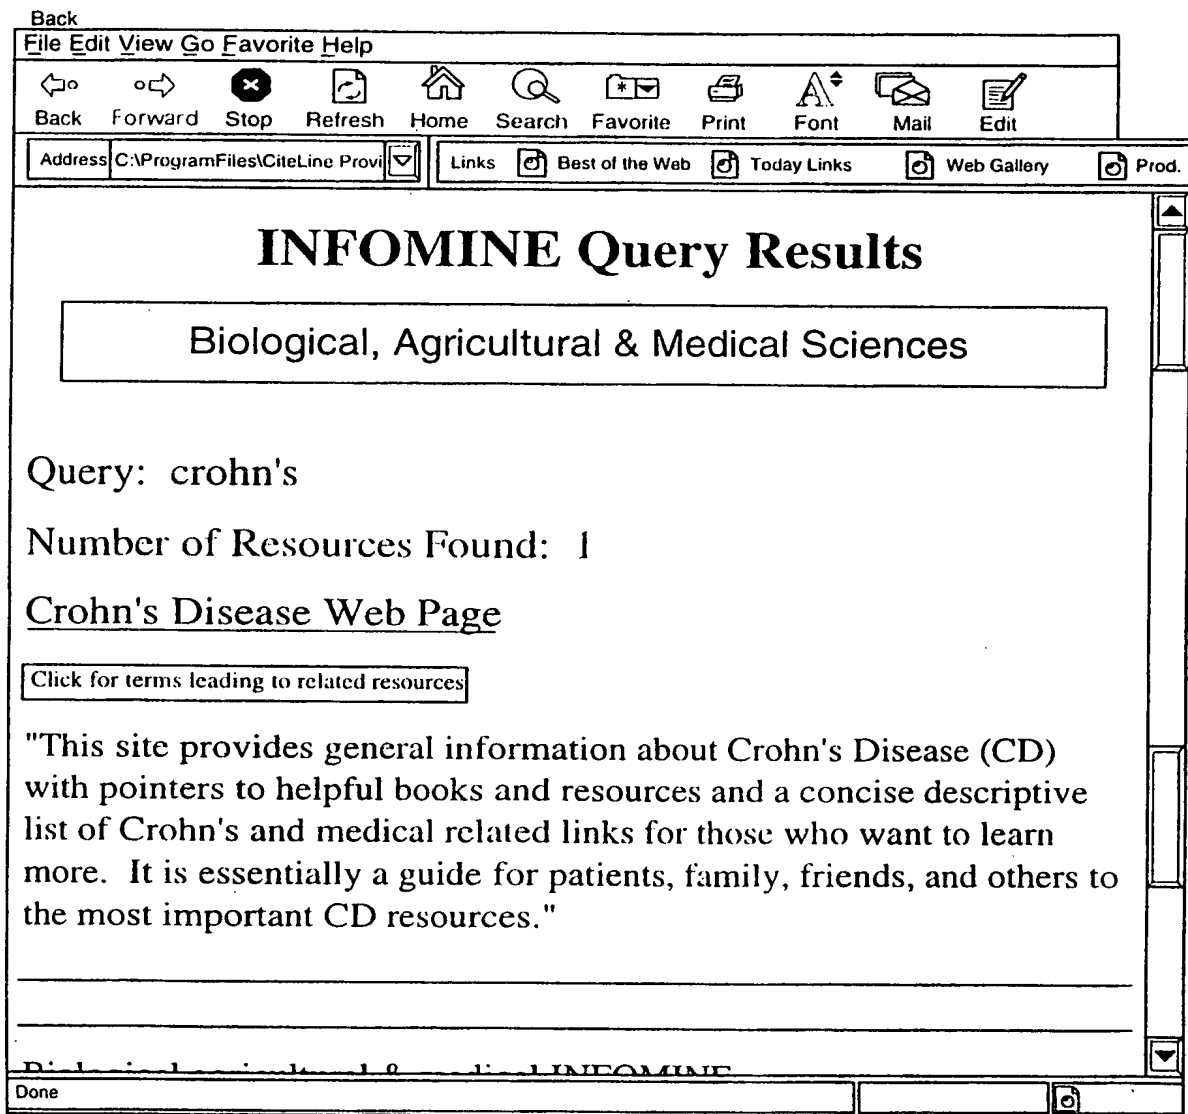 Back
File Edit View Go Favorite Help
Back Forward Stop Refresh Home Search Favorite Print Font Mail Edit
Address C:\ProgramFiles\CiteLine Provi Links Best of the Web Today Links Web Gallery Prod.
INFOMINE Query Results
Biological, Agricultural & Medical Sciences
Query: crohn's
Number of Resources Found: 1
Crohn's Disease Web Page
Click for terms leading to related resources
"This site provides general information about Crohn's Disease (CD)
with pointers to helpful books and resources and a concise descriptive
list of Crohn's and medical related links for those who want to learn
more. It is essentially a guide for patients, family, friends, and others to
the most important CD resources."
Biological agricultural & medical INFOMINE
Done